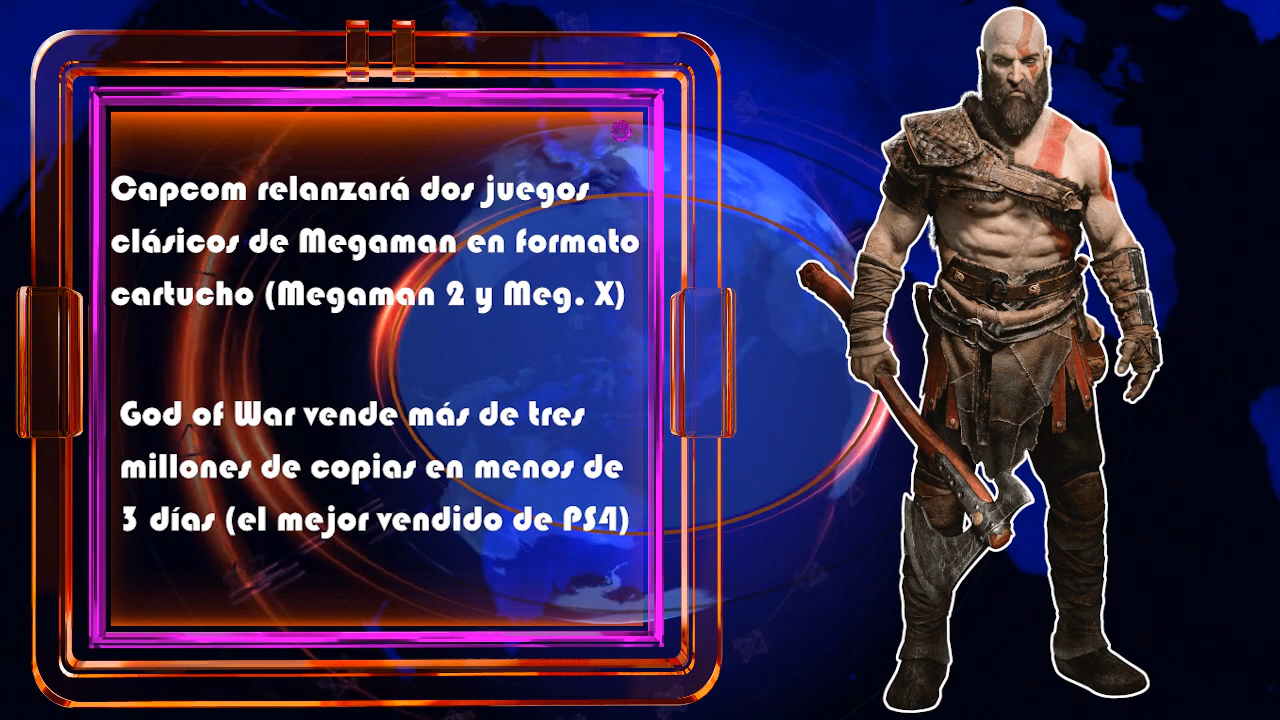 Capcom relanzará dos juegos
clásicos de Megaman en formato
cartucho (Megaman 2 y Meg. X)
God of War vende más de tres
millones de copias en menos de
3 días (el mejor vendido de PS4)